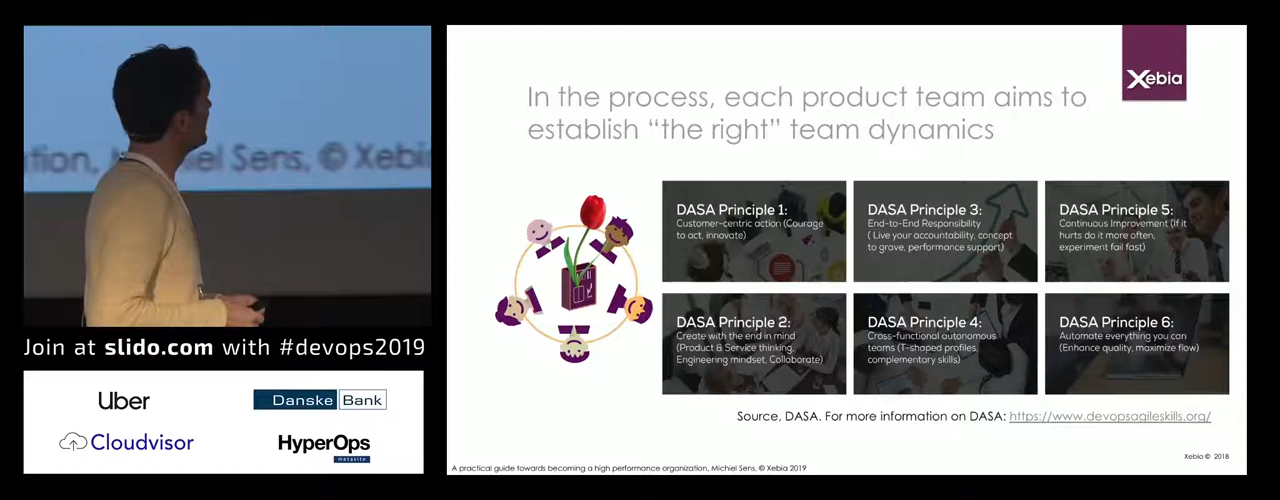 tion, Michiel Sens, © Xebia
Join at slido.com with #devops2019
Uber
Danske Bank
Cloudvisor
HyperOps
metasite
Xebia
In the process, each product team aims to
establish “the right” team dynamics
DASA Principle 1:
Customer-centric action (Courage
to act, innovate)
DASA Principle 3:
End-to-End Responsibility
( Live your accountability, concept
to grave, performance support)
DASA Principle 5:
Continuous Improvement (If it
hurts do it more often,
experiment fail fast)
DASA Principle 2:
Create with the end in mind
(Product & Service thinking,
Engineering mindset, Collaborate)
DASA Principle 4:
Cross-functional autonomous
teams (T-shaped profiles,
complementary skills)
DASA Principle 6:
Automate everything you can
(Enhance quality, maximize flow)
Source, DASA. For more information on DASA: https://www.devopsagileskills.org/
Xebia © 2018
A practical guide towards becoming a high performance organization, Michiel Sens, © Xebia 2019